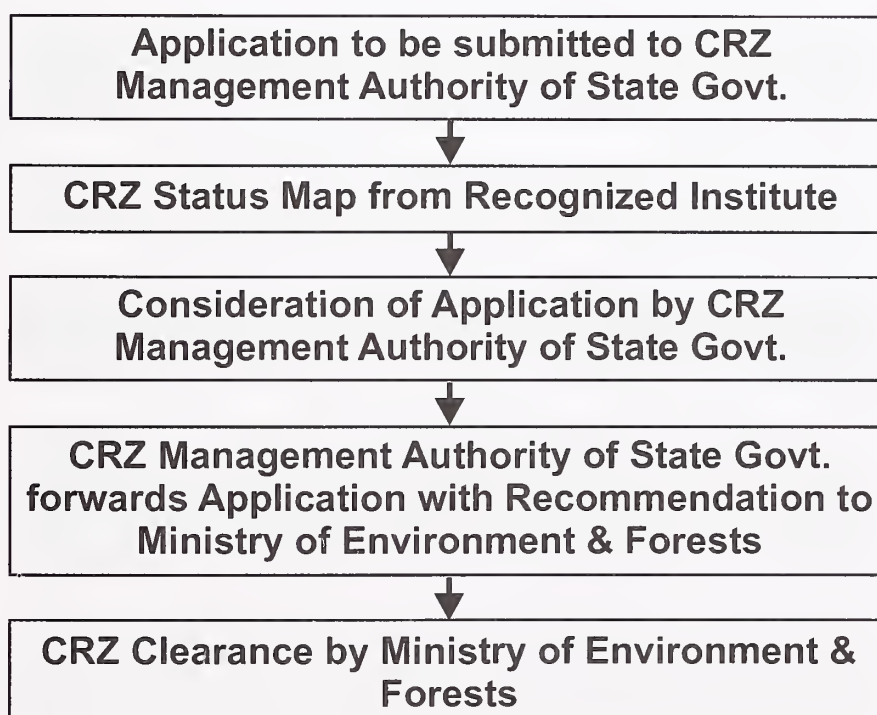 Application to be submitted to CRZ
Management Authority of State Govt.
CRZ Status Map from Recognized Institute
Consideration of Application by CRZ
Management Authority of State Govt.
CRZ Management Authority of State Govt.
forwards Application with Recommendation to
Ministry of Environment & Forests
CRZ Clearance by Ministry of Environment &
Forests